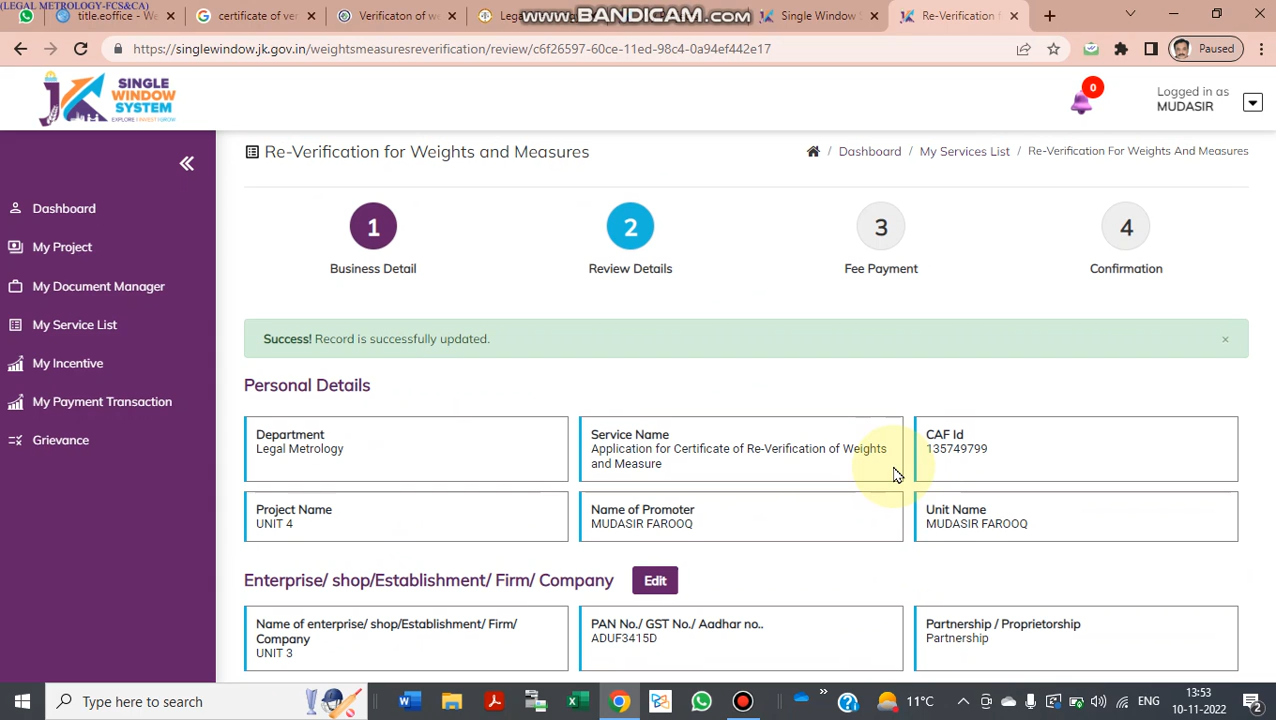 (LEGAL METROLOGY-FCS&CA)
title.eoffice - W
certificate of ver
Verificaton of we
Leg
WWW.BANDICAM.COM
Single Window S
Re-Verification f
https://singlewindow.jk.gov.in/weightsmeasuresreverification/review/c6f26597-60ce-11ed-98c4-0a94ef442e17
Paused
SINGLE
WINDOW
SYSTEM
EXPLORE | INVEST | GROW
0
Logged in as
MUDASIR
Re-Verification for Weights and Measures
/ Dashboard / My Services List / Re-Verification For Weights And Measures
Dashboard
My Project
My Document Manager
My Service List
My Incentive
My Payment Transaction
Grievance
1 2 3 4
Business Detail Review Details Fee Payment Confirmation
Success! Record is successfully updated. ×
Personal Details
Department
Legal Metrology
Service Name
Application for Certificate of Re-Verification of Weights
and Measure
CAF Id
135749799
Project Name
UNIT 4
Name of Promoter
MUDASIR FAROOQ
Unit Name
MUDASIR FAROOQ
Enterprise/ shop/Establishment/ Firm/ Company Edit
Name of enterprise/ shop/Establishment/ Firm/
Company
UNIT 3
PAN No./ GST No./ Aadhar no..
ADUF3415D
Partnership / Proprietorship
Partnership
Type here to search
11°C
ENG
13:53
10-11-2022
2